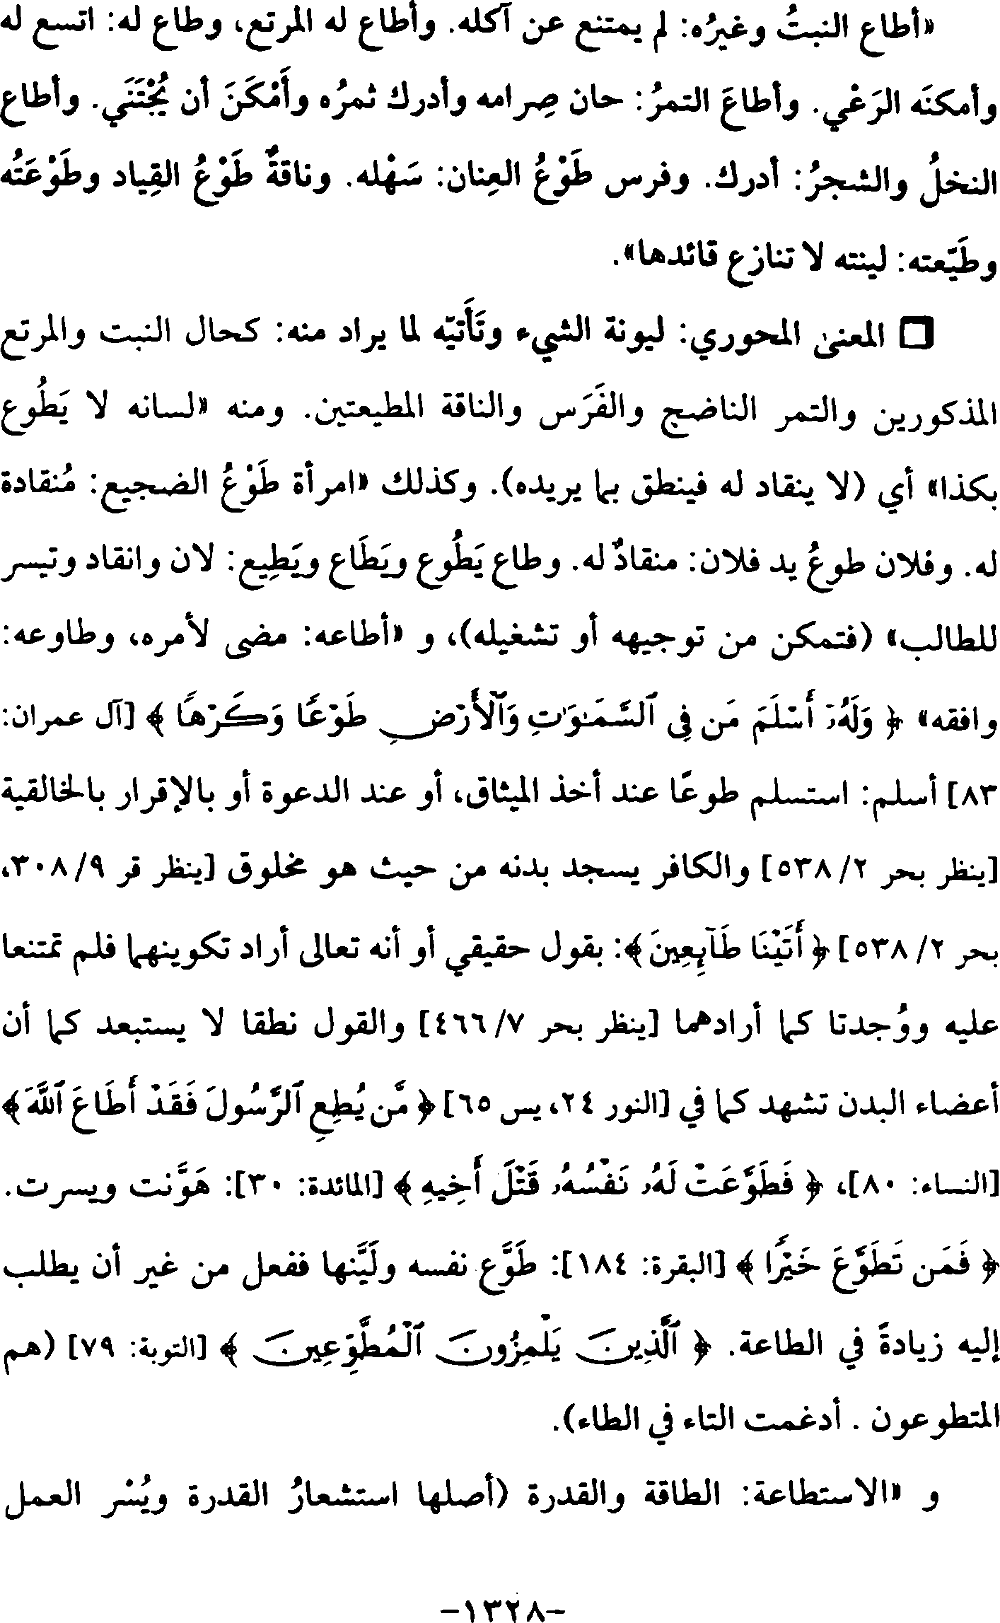 «أطاع النبتُ وغيرُه: لم يمتنع عن آكله. وأطاع له المرتع، وطاع له: اتسع له
وأمكنَه الرَعْي. وأطاعَ التمرُ: حان صِرامه وأدرك ثمرُه وأَمْكَنَ أن يُجْتَنَي. وأطاع
النخلُ والشجرُ: أدرك. وفرس طَوْعُ العِنان: سَهْله. وناقةٌ طَوْعُ القِياد وطَوْعَتُه
وطَيّعته: لينته لا تنازع قائدها».
□ المعنى المحوري: ليونة الشيء وتَأَتيّه لما يراد منه: كحال النبت والمرتع
المذكورين والتمر الناضج والفَرَس والناقة المطيعتين. ومنه «لسانه لا يَطُوع
بكذا» أي (لا ينقاد له فينطق بما يريده). وكذلك «امرأة طَوْعُ الضجيع: مُنقادة
له. وفلان طوعُ يد فلان: منقادٌ له. وطاع يَطُوع ويَطَاع ويَطِيع: لان وانقاد وتيسر
للطالب» (فتمكن من توجيهه أو تشغيله)، و «أطاعه: مضى لأمره، وطاوعه:
وافقه» ﴿ وَلَهُۥٓ أَسْلَمَ مَن فِى ٱلسَّمَٰوَٰتِ وَٱلْأَرْضِ طَوْعًا وَكَرْهًا ﴾ [آل عمران:
٨٣] أسلم: استسلم طوعًا عند أخذ الميثاق، أو عند الدعوة أو بالإقرار بالخالقية
[ينظر بحر ٢/ ٥٣٨] والكافر يسجد بدنه من حيث هو مخلوق [ينظر قر ٩/ ٣٠٨،
بحر ٢/ ٥٣٨] ﴿ أَتَيْنَا طَآئِعِينَ ﴾: بقول حقيقي أو أنه تعالى أراد تكوينهما فلم تمتنعا
عليه ووُجدتا كما أرادهما [ينظر بحر ٧/ ٤٦٦] والقول نطقا لا يستبعد كما أن
أعضاء البدن تشهد كما في [النور ٢٤، يس ٦٥] ﴿ مَّن يُطِعِ ٱلرَّسُولَ فَقَدْ أَطَاعَ ٱللَّهَ ﴾
[النساء: ٨٠]، ﴿ فَطَوَّعَتْ لَهُۥ نَفْسُهُۥ قَتْلَ أَخِيهِ ﴾ [المائدة: ٣٠]: هَوَّنت ويسرت.
﴿ فَمَن تَطَوَّعَ خَيْرًا ﴾ [البقرة: ١٨٤]: طَوَّع نفسه ولَيَّنها ففعل من غير أن يطلب
إليه زيادةً في الطاعة. ﴿ ٱلَّذِينَ يَلْمِزُونَ ٱلْمُطَّوِّعِينَ ﴾ [التوبة: ٧٩] (هم
المتطوعون . أدغمت التاء في الطاء).
و «الاستطاعة: الطاقة والقدرة (أصلها استشعارُ القدرة ويُسْر العمل
-١٣٢٨-